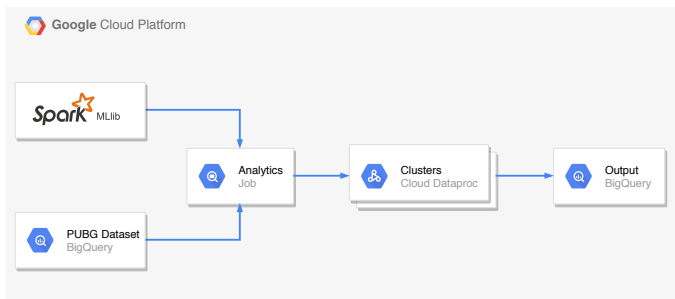 Google Cloud Platform
Spark MLlib
Analytics
Job
Clusters
Cloud Dataproc
Output
BigQuery
PUBG Dataset
BigQuery